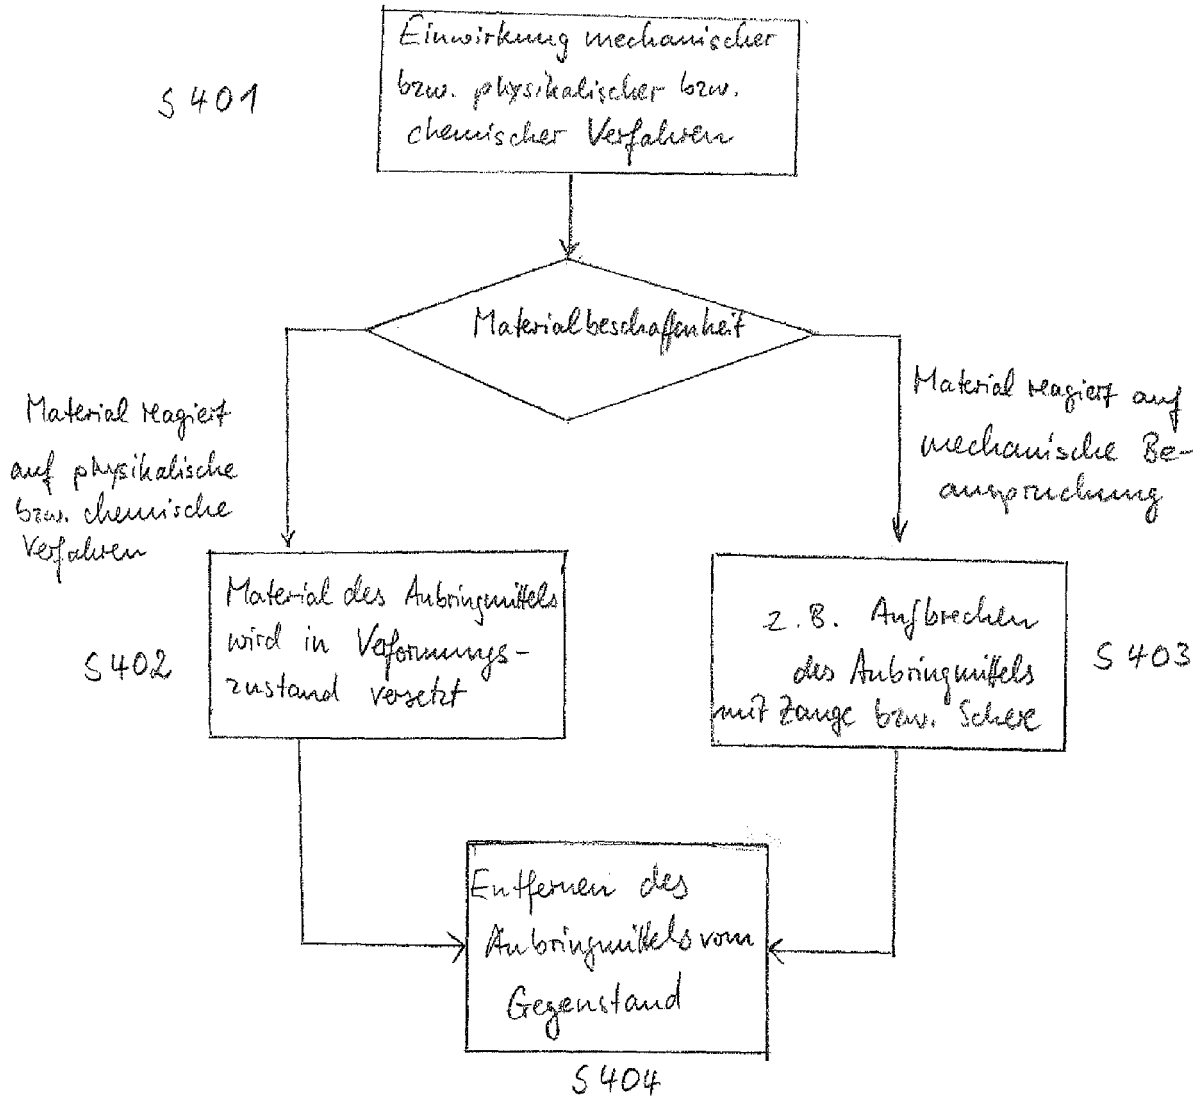 Einwirkung mechanischer
bzw. physikalischer bzw.
chemischer Verfahren
S 401
Materialbeschaffenheit
Material reagiert
auf physikalische
bzw. chemische
Verfahren
Material reagiert auf
mechanische Be-
anspruchung
Material des Anbringmittels
wird in Verformungs-
zustand versetzt
S 402
z.B. Aufbrechen
des Anbringmittels
mit Zange bzw. Schere
S 403
Entfernen des
Anbringmittels vom
Gegenstand
S 404